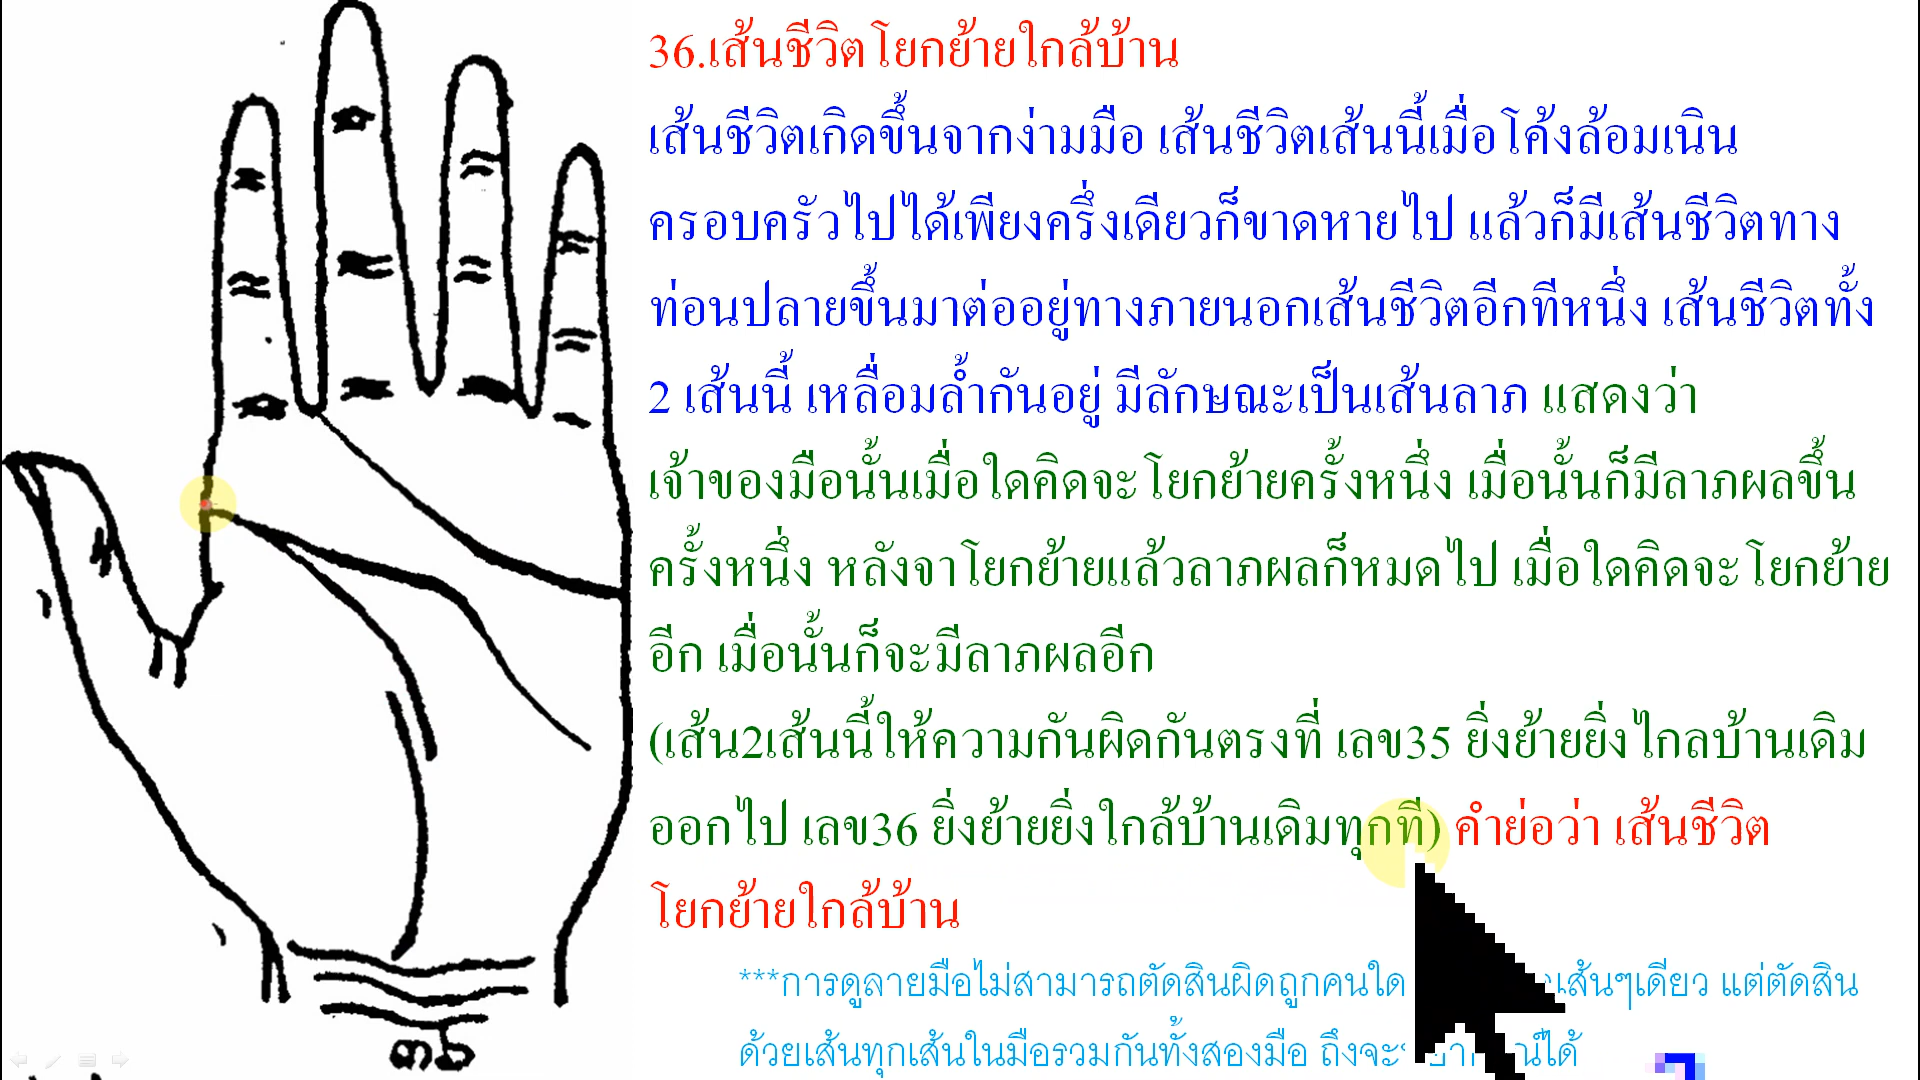 36.เส้นชีวิตโยกย้ายใกล้บ้าน
เส้นชีวิตเกิดขึ้นจากง่ามมือ เส้นชีวิตเส้นนี้เมื่อโค้งล้อมเนิน
ครอบครัวไปได้เพียงครึ่งเดียวก็ขาดหายไป แล้วก็มีเส้นชีวิตทาง
ท่อนปลายขึ้นมาต่ออยู่ทางภายนอกเส้นชีวิตอีกทีหนึ่ง เส้นชีวิตทั้ง
2 เส้นนี้ เหลื่อมล้ำกันอยู่ มีลักษณะเป็นเส้นลาภ แสดงว่า
เจ้าของมือนั้นเมื่อใดคิดจะโยกย้ายครั้งหนึ่ง เมื่อนั้นก็มีลาภผลขึ้น
ครั้งหนึ่ง หลังจาโยกย้ายแล้วลาภผลก็หมดไป เมื่อใดคิดจะโยกย้าย
อีก เมื่อนั้นก็จะมีลาภผลอีก
(เส้น2เส้นนี้ให้ความกันผิดกันตรงที่ เลข35 ยิ่งย้ายยิ่งไกลบ้านเดิม
ออกไป เลข36 ยิ่งย้ายยิ่งใกล้บ้านเดิมทุกที) คำย่อว่า เส้นชีวิต
โยกย้ายใกล้บ้าน
***การดูลายมือไม่สามารถตัดสินผิดถูกคนใด เส้นๆเดียว แต่ตัดสิน
ด้วยเส้นทุกเส้นในมือรวมกันทั้งสองมือ ถึงจะ
๓๖